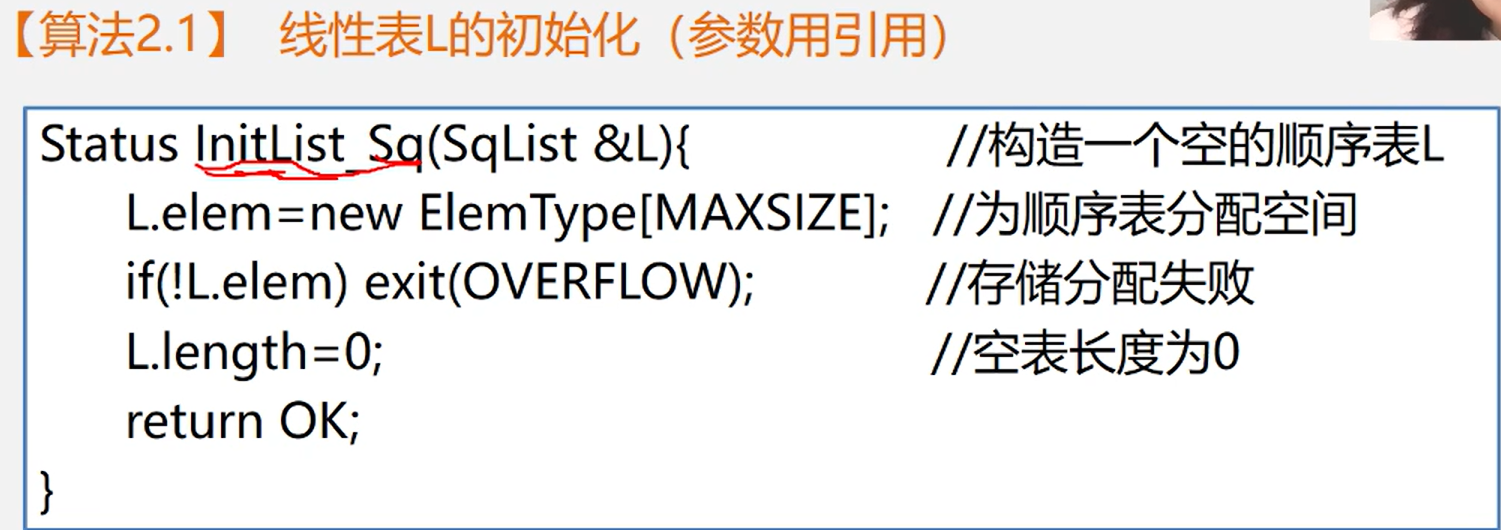 【算法2.1】 线性表L的初始化（参数用引用）
Status InitList_Sq(SqList &L){ //构造一个空的顺序表L
L.elem=new ElemType[MAXSIZE]; //为顺序表分配空间
if(!L.elem) exit(OVERFLOW); //存储分配失败
L.length=0; //空表长度为0
return OK;
}